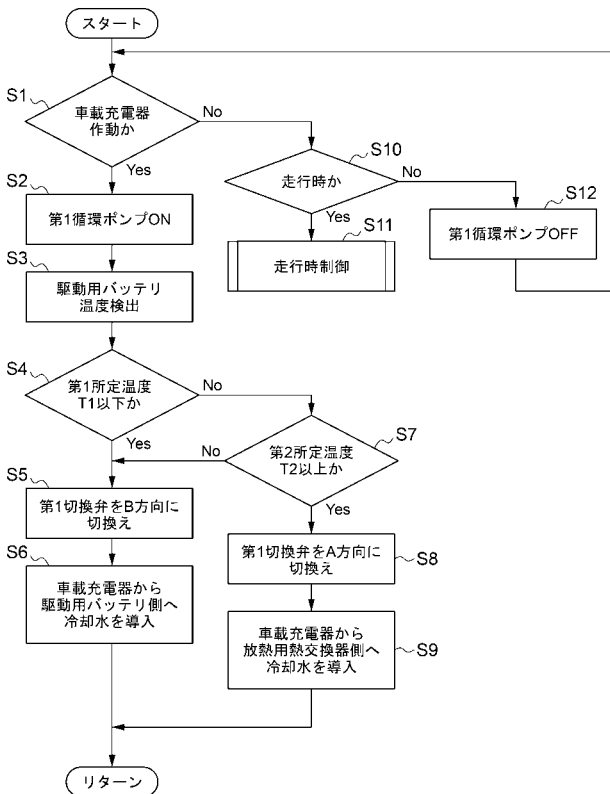 スタート
S1
車載充電器
作動か
No
Yes
S10
走行時か
No
Yes
S2
第1循環ポンプON
S11
走行時制御
S12
第1循環ポンプOFF
S3
駆動用バッテリ
温度検出
S4
第1所定温度
T1以下か
No
Yes
S7
第2所定温度
T2以上か
No
Yes
S5
第1切換弁をB方向に
切換え
S8
第1切換弁をA方向に
切換え
S6
車載充電器から
駆動用バッテリ側へ
冷却水を導入
S9
車載充電器から
放熱用熱交換器側へ
冷却水を導入
リターン